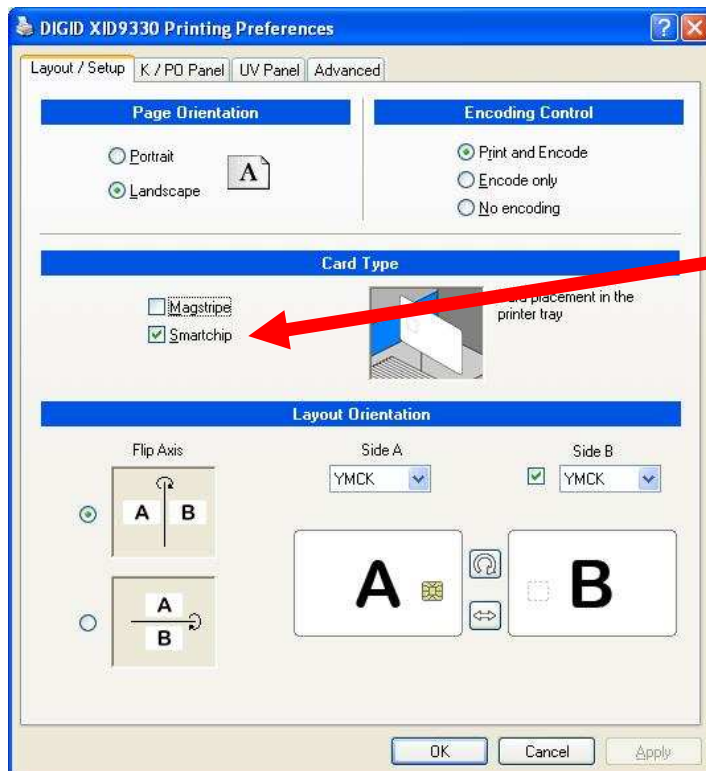 DIGID XID9330 Printing Preferences
Layout / Setup K / PO Panel UV Panel Advanced
Page Orientation
Portrait
Landscape
A
Encoding Control
Print and Encode
Encode only
No encoding
Card Type
Magstripe
Smartchip
placement in the
printer tray
Layout Orientation
Flip Axis
A B
A
B
Side A
YMCK
Side B
YMCK
A
B
OK Cancel Apply